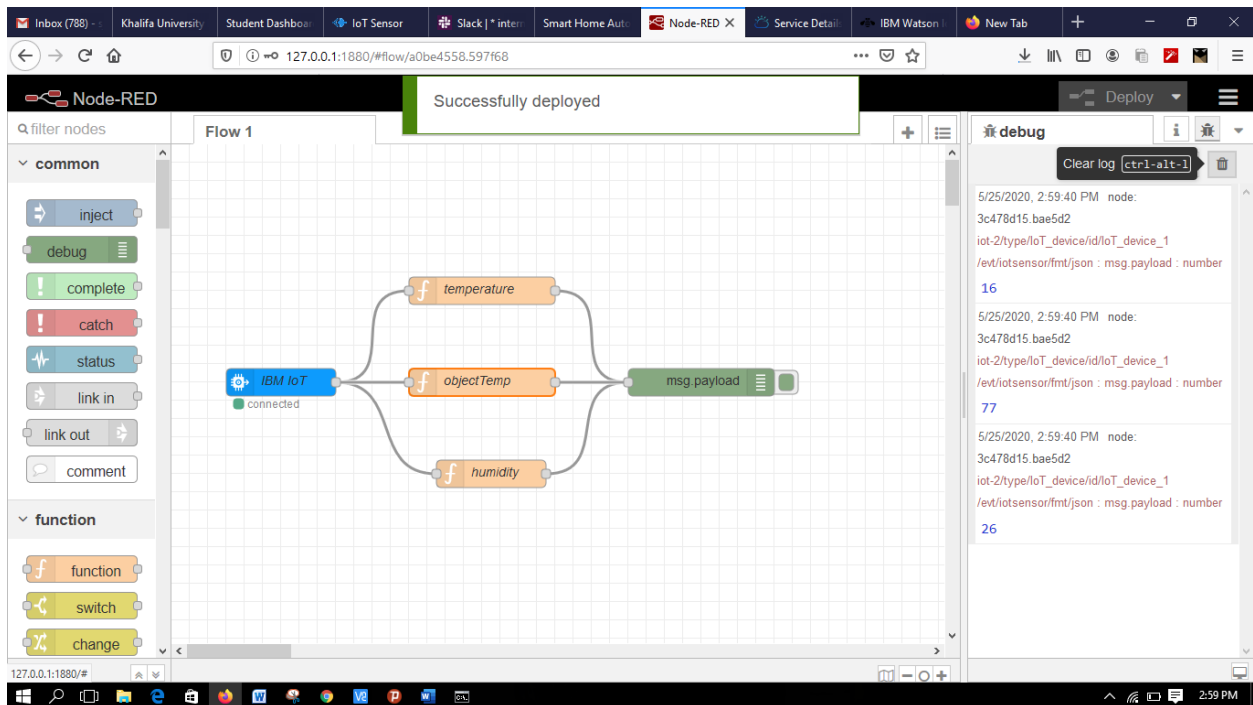 Inbox (788) - s
Khalifa University
Student Dashboar
IoT Sensor
Slack | * intern
Smart Home Auto
Node-RED
Service Details
IBM Watson I
New Tab
127.0.0.1:1880/#flow/a0be4558.597f68
Node-RED
Successfully deployed
Deploy
filter nodes
Flow 1
debug
i
common
Clear log ctrl-alt-l
inject
debug
complete
catch
status
link in
link out
comment
function
function
switch
change
temperature
IBM IoT
connected
objectTemp
msg.payload
humidity
5/25/2020, 2:59:40 PM node:
3c478d15.bae5d2
iot-2/type/IoT_device/id/IoT_device_1
/evt/iotsensor/fmt/json : msg.payload : number
16
5/25/2020, 2:59:40 PM node:
3c478d15.bae5d2
iot-2/type/IoT_device/id/IoT_device_1
/evt/iotsensor/fmt/json : msg.payload : number
77
5/25/2020, 2:59:40 PM node:
3c478d15.bae5d2
iot-2/type/IoT_device/id/IoT_device_1
/evt/iotsensor/fmt/json : msg.payload : number
26
127.0.0.1:1880/#
2:59 PM